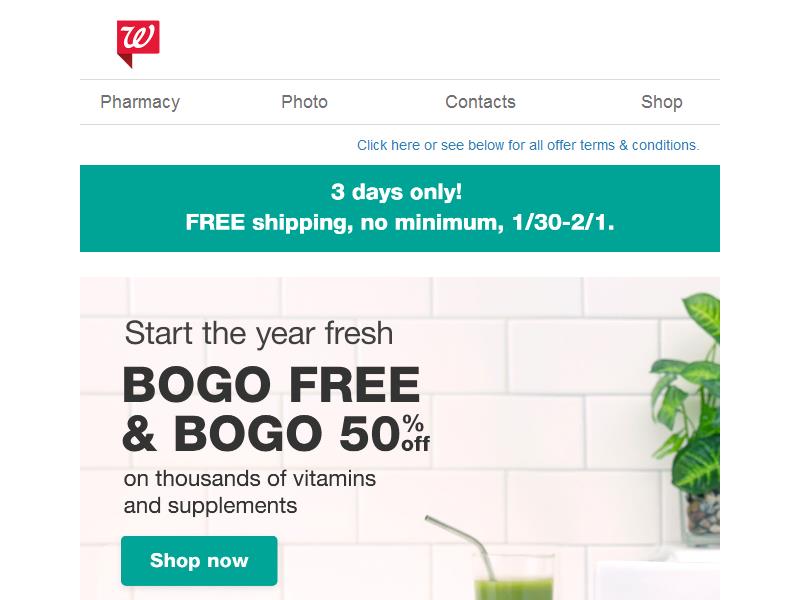 W
Pharmacy Photo Contacts Shop
Click here or see below for all offer terms & conditions.
3 days only!
FREE shipping, no minimum, 1/30-2/1.
Start the year fresh
BOGO FREE
& BOGO 50% off
on thousands of vitamins
and supplements
Shop now